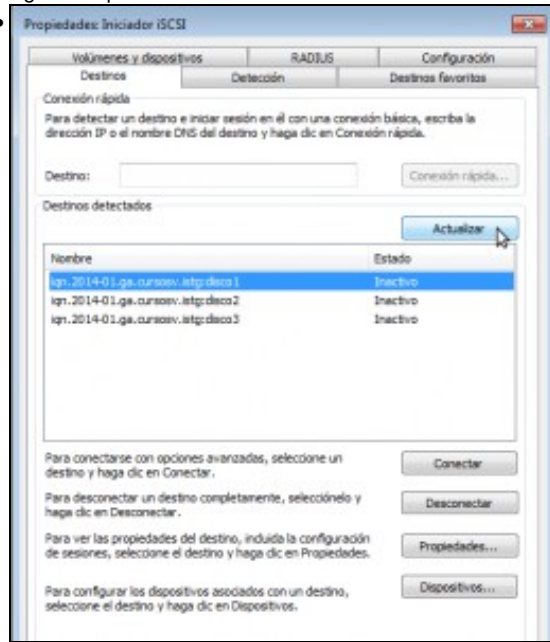 Propiedades: Iniciador iSCSI
Volúmenes y dispositivos RADIUS Configuración
Destinos Detección Destinos favoritos
Conexión rápida
Para detectar un destino e iniciar sesión en él con una conexión básica, escriba la
dirección IP o el nombre DNS del destino y haga clic en Conexión rápida.
Destino: Conexión rápida...
Destinos detectados
Actualizar
Nombre Estado
iqn.2014-01.ga.cursosv.istg:disco1 Inactivo
iqn.2014-01.ga.cursosv.istg:disco2 Inactivo
iqn.2014-01.ga.cursosv.istg:disco3 Inactivo
Para conectarse con opciones avanzadas, seleccione un
destino y haga clic en Conectar.
Conectar
Para desconectar un destino completamente, selecciónelo y
haga clic en Desconectar.
Desconectar
Para ver las propiedades del destino, incluida la configuración
de sesiones, seleccione el destino y haga clic en Propiedades.
Propiedades...
Para configurar los dispositivos asociados con un destino,
seleccione el destino y haga clic en Dispositivos.
Dispositivos...